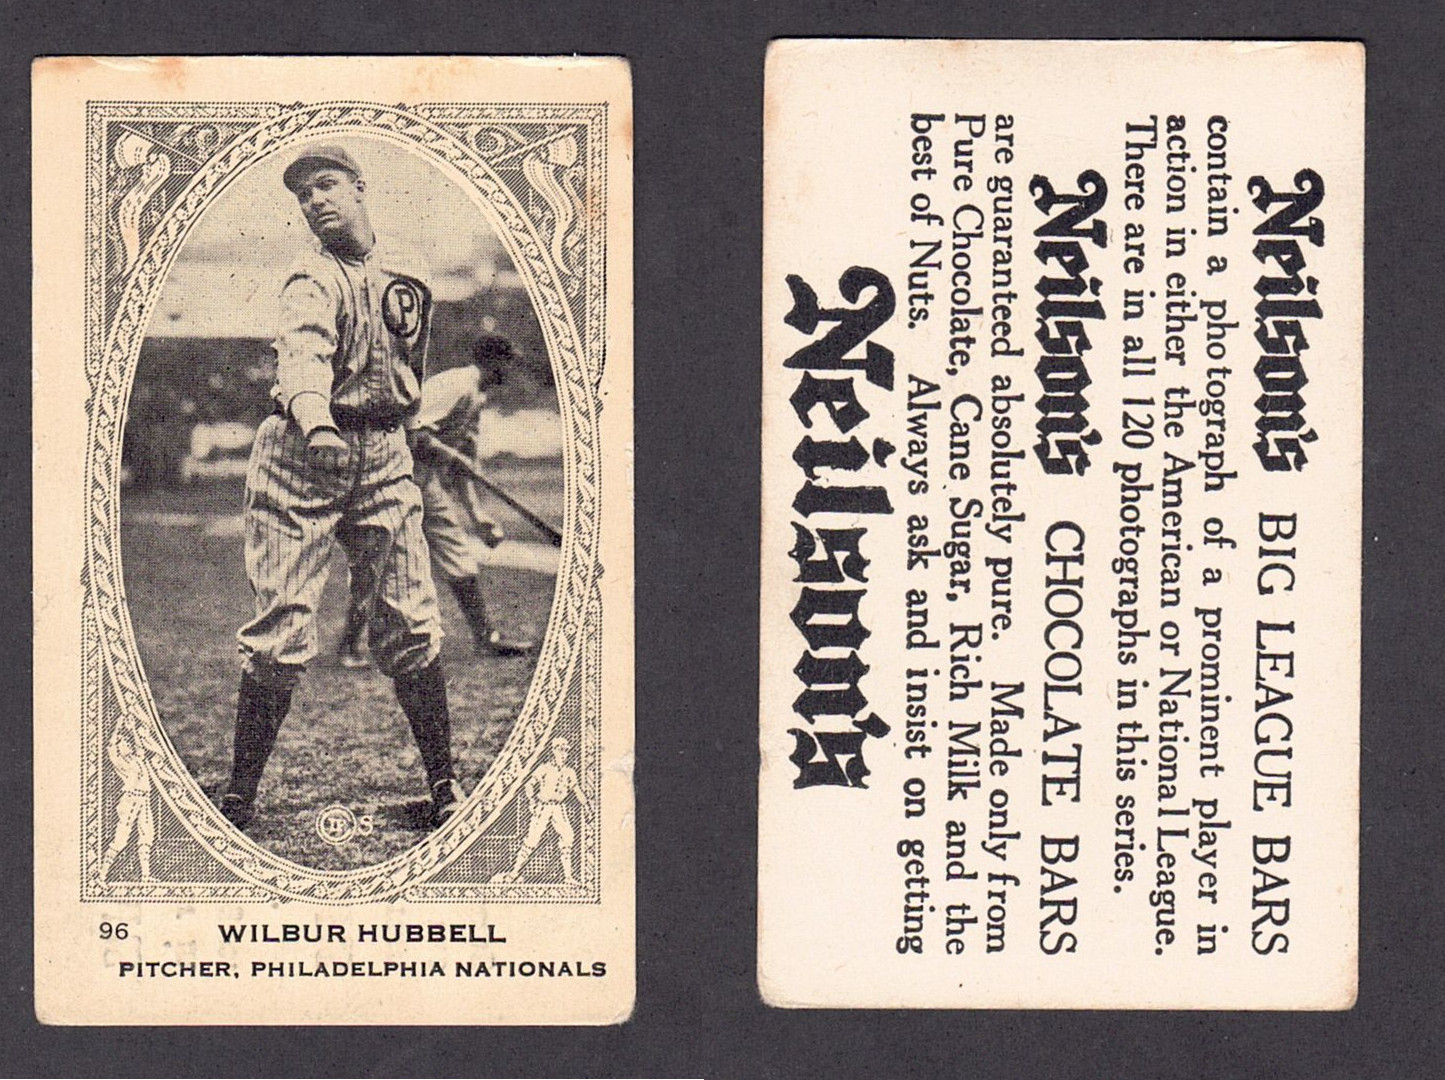 P
PS
96
WILBUR HUBBELL
PITCHER, PHILADELPHIA NATIONALS
Neilson's BIG LEAGUE BARS
contain a photograph of a prominent player in
action in either the American or National League.
There are in all 120 photographs in this series.
Neilson's CHOCOLATE BARS
are guaranteed absolutely pure. Made only from
Pure Chocolate, Cane Sugar, Rich Milk and the
best of Nuts. Always ask and insist on getting
Neilson's